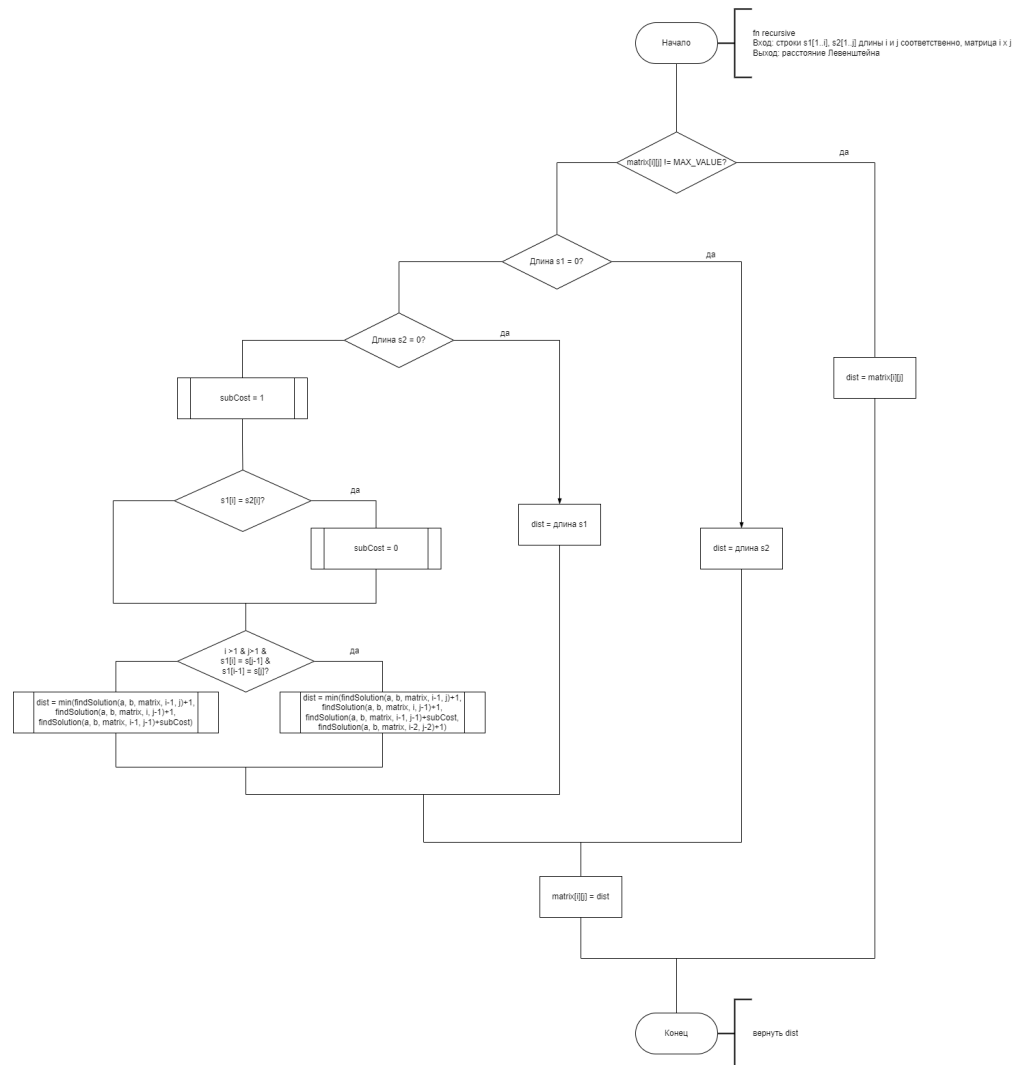 Начало
fn recursive
Вход: строки s1[1..i], s2[1..j] длины i и j соответственно, матрица i x j
Выход: расстояние Левенштейна
matrix[i][j] != MAX_VALUE?
да
Длина s1 = 0?
да
Длина s2 = 0?
да
dist = matrix[i][j]
subCost = 1
s1[i] = s2[i]?
да
dist = длина s1
dist = длина s2
subCost = 0
i >1 & j>1 &
s1[i] = s[j-1] &
s1[i-1] = s[j]?
да
dist = min(findSolution(a, b, matrix, i-1, j)+1,
findSolution(a, b, matrix, i, j-1)+1,
findSolution(a, b, matrix, i-1, j-1)+subCost)
dist = min(findSolution(a, b, matrix, i-1, j)+1,
findSolution(a, b, matrix, i, j-1)+1,
findSolution(a, b, matrix, i-1, j-1)+subCost,
findSolution(a, b, matrix, i-2, j-2)+1)
matrix[i][j] = dist
Конец
вернуть dist